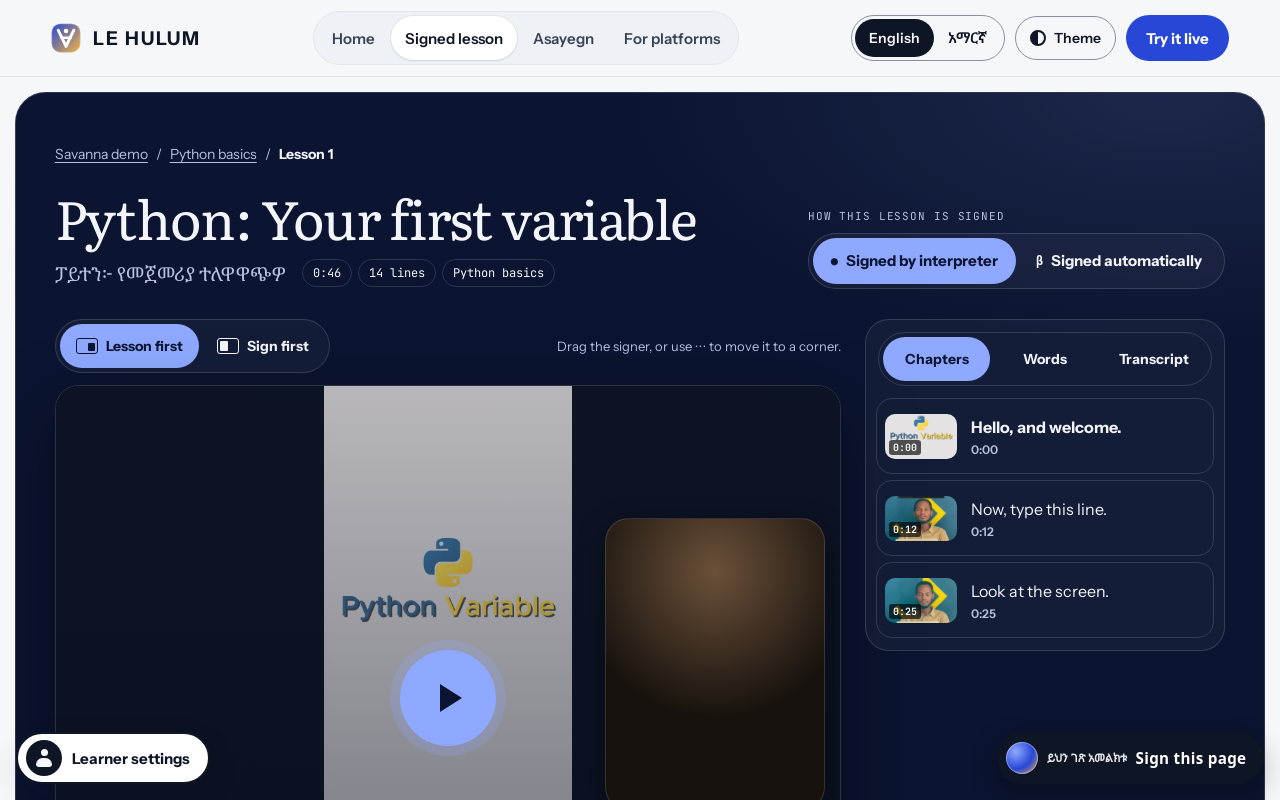 LE HULUM
Home
Signed lesson
Asayegn
For platforms
English
አማርኛ
Theme
Try it live
Savanna demo / Python basics / Lesson 1
Python: Your first variable
ፓይተን፦ የመጀመሪያ ተለዋዋጭዎ
0:46
14 lines
Python basics
HOW THIS LESSON IS SIGNED
Signed by interpreter
β Signed automatically
Lesson first
Sign first
Drag the signer, or use ··· to move it to a corner.
Python Variable
Chapters
Words
Transcript
Python Variable
0:00
Hello, and welcome.
0:00
0:12
Now, type this line.
0:12
0:25
Look at the screen.
0:25
Learner settings
ይህን ገጽ አመልክቱ Sign this page